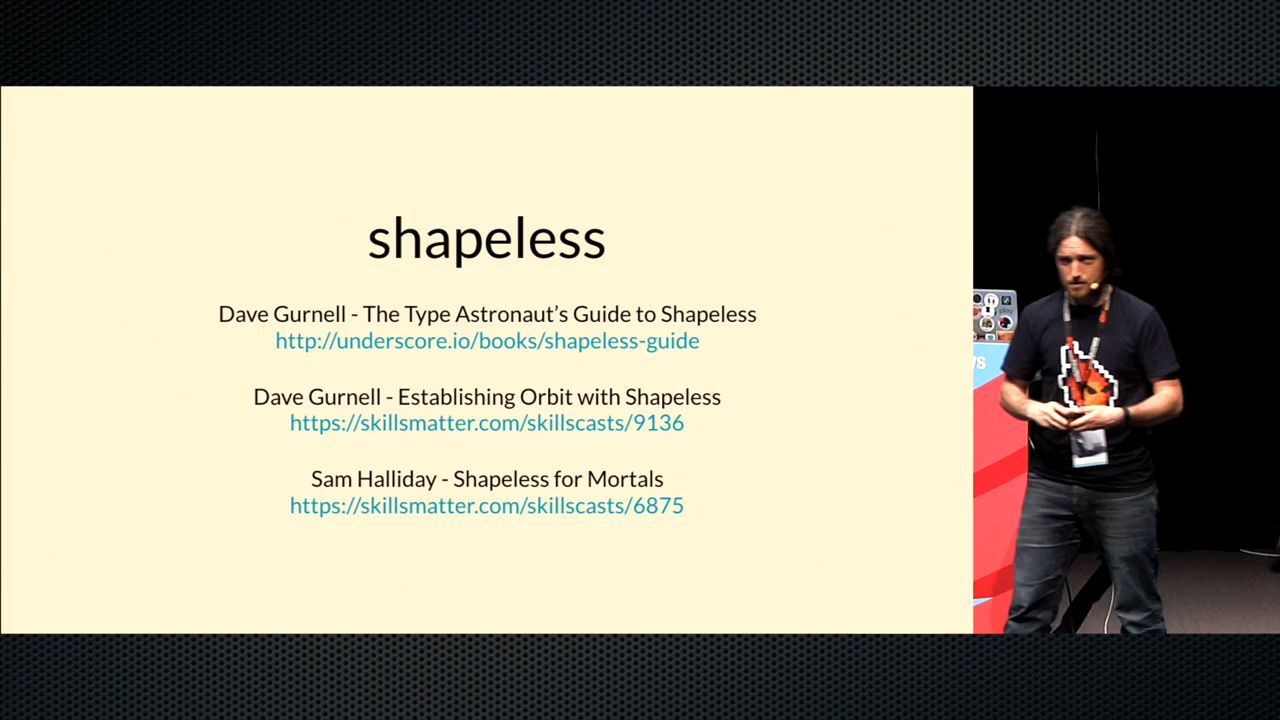 shapeless
Dave Gurnell - The Type Astronaut’s Guide to Shapeless
http://underscore.io/books/shapeless-guide
Dave Gurnell - Establishing Orbit with Shapeless
https://skillsmatter.com/skillscasts/9136
Sam Halliday - Shapeless for Mortals
https://skillsmatter.com/skillscasts/6875
play